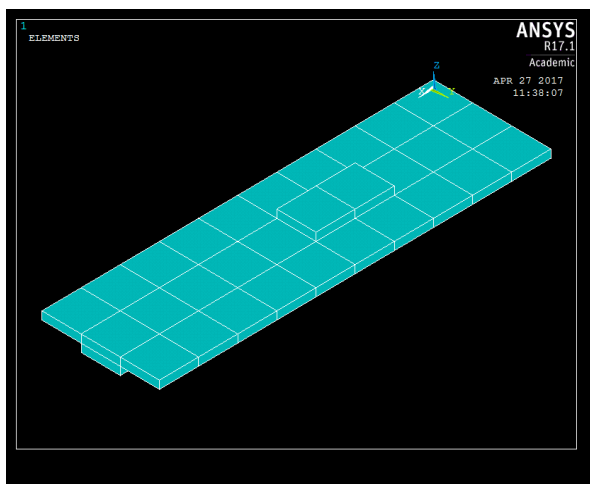 1
ELEMENTS
ANSYS
R17.1
Academic
APR 27 2017
11:38:07
Z
X
Y